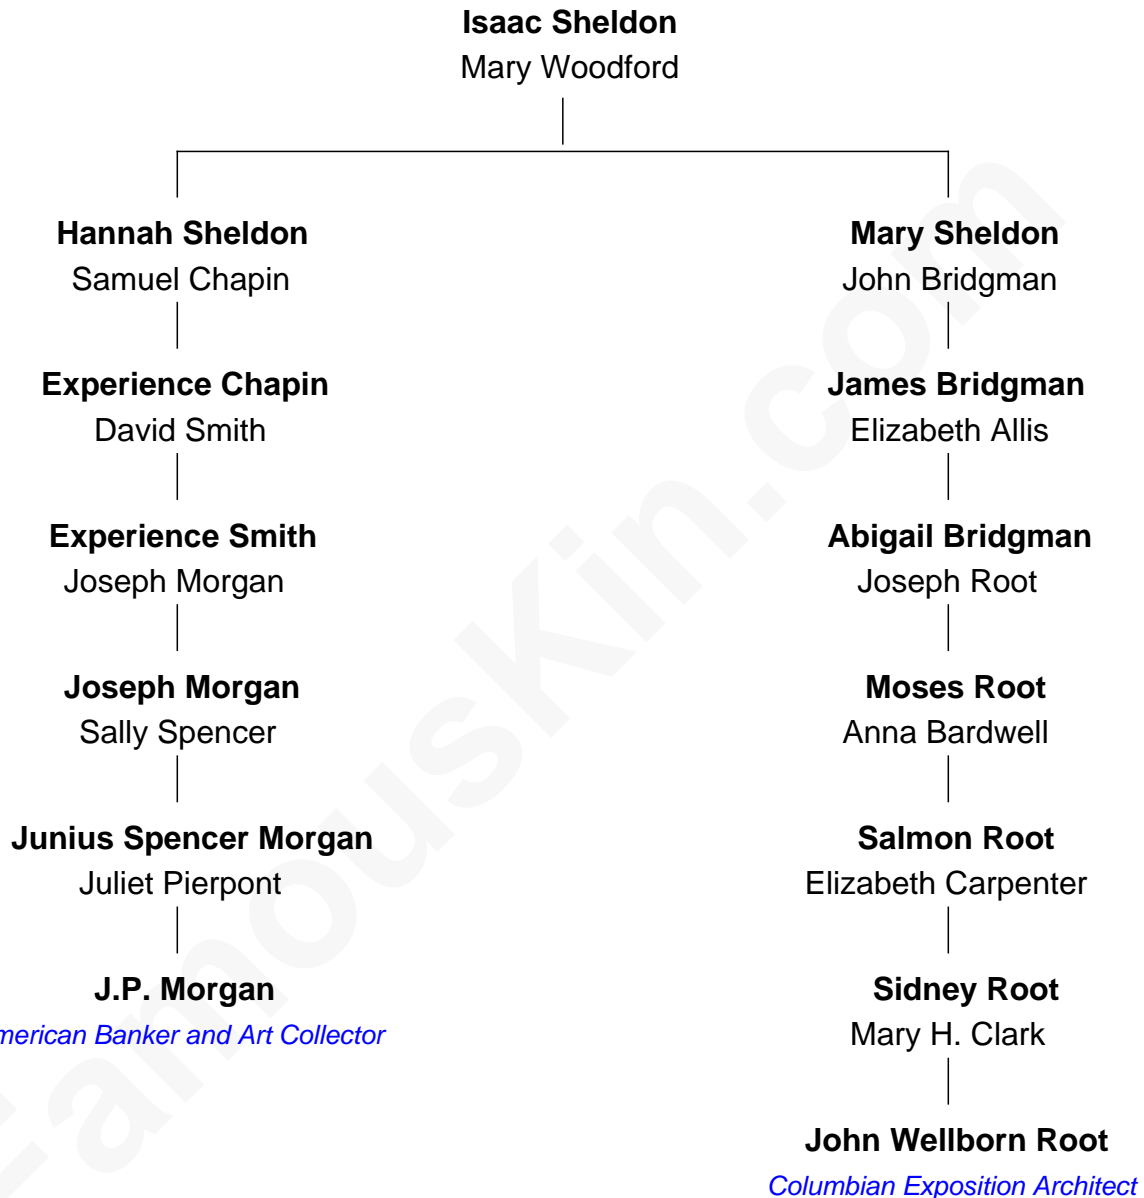 Isaac Sheldon
Mary Woodford
Hannah Sheldon
Samuel Chapin
Experience Chapin
David Smith
Experience Smith
Joseph Morgan
Joseph Morgan
Sally Spencer
Junius Spencer Morgan
Juliet Pierpont
J.P. Morgan
merican Banker and Art Collector
Mary Sheldon
John Bridgman
James Bridgman
Elizabeth Allis
Abigail Bridgman
Joseph Root
Moses Root
Anna Bardwell
Salmon Root
Elizabeth Carpenter
Sidney Root
Mary H. Clark
John Wellborn Root
Columbian Exposition Architect
FamousKin.com